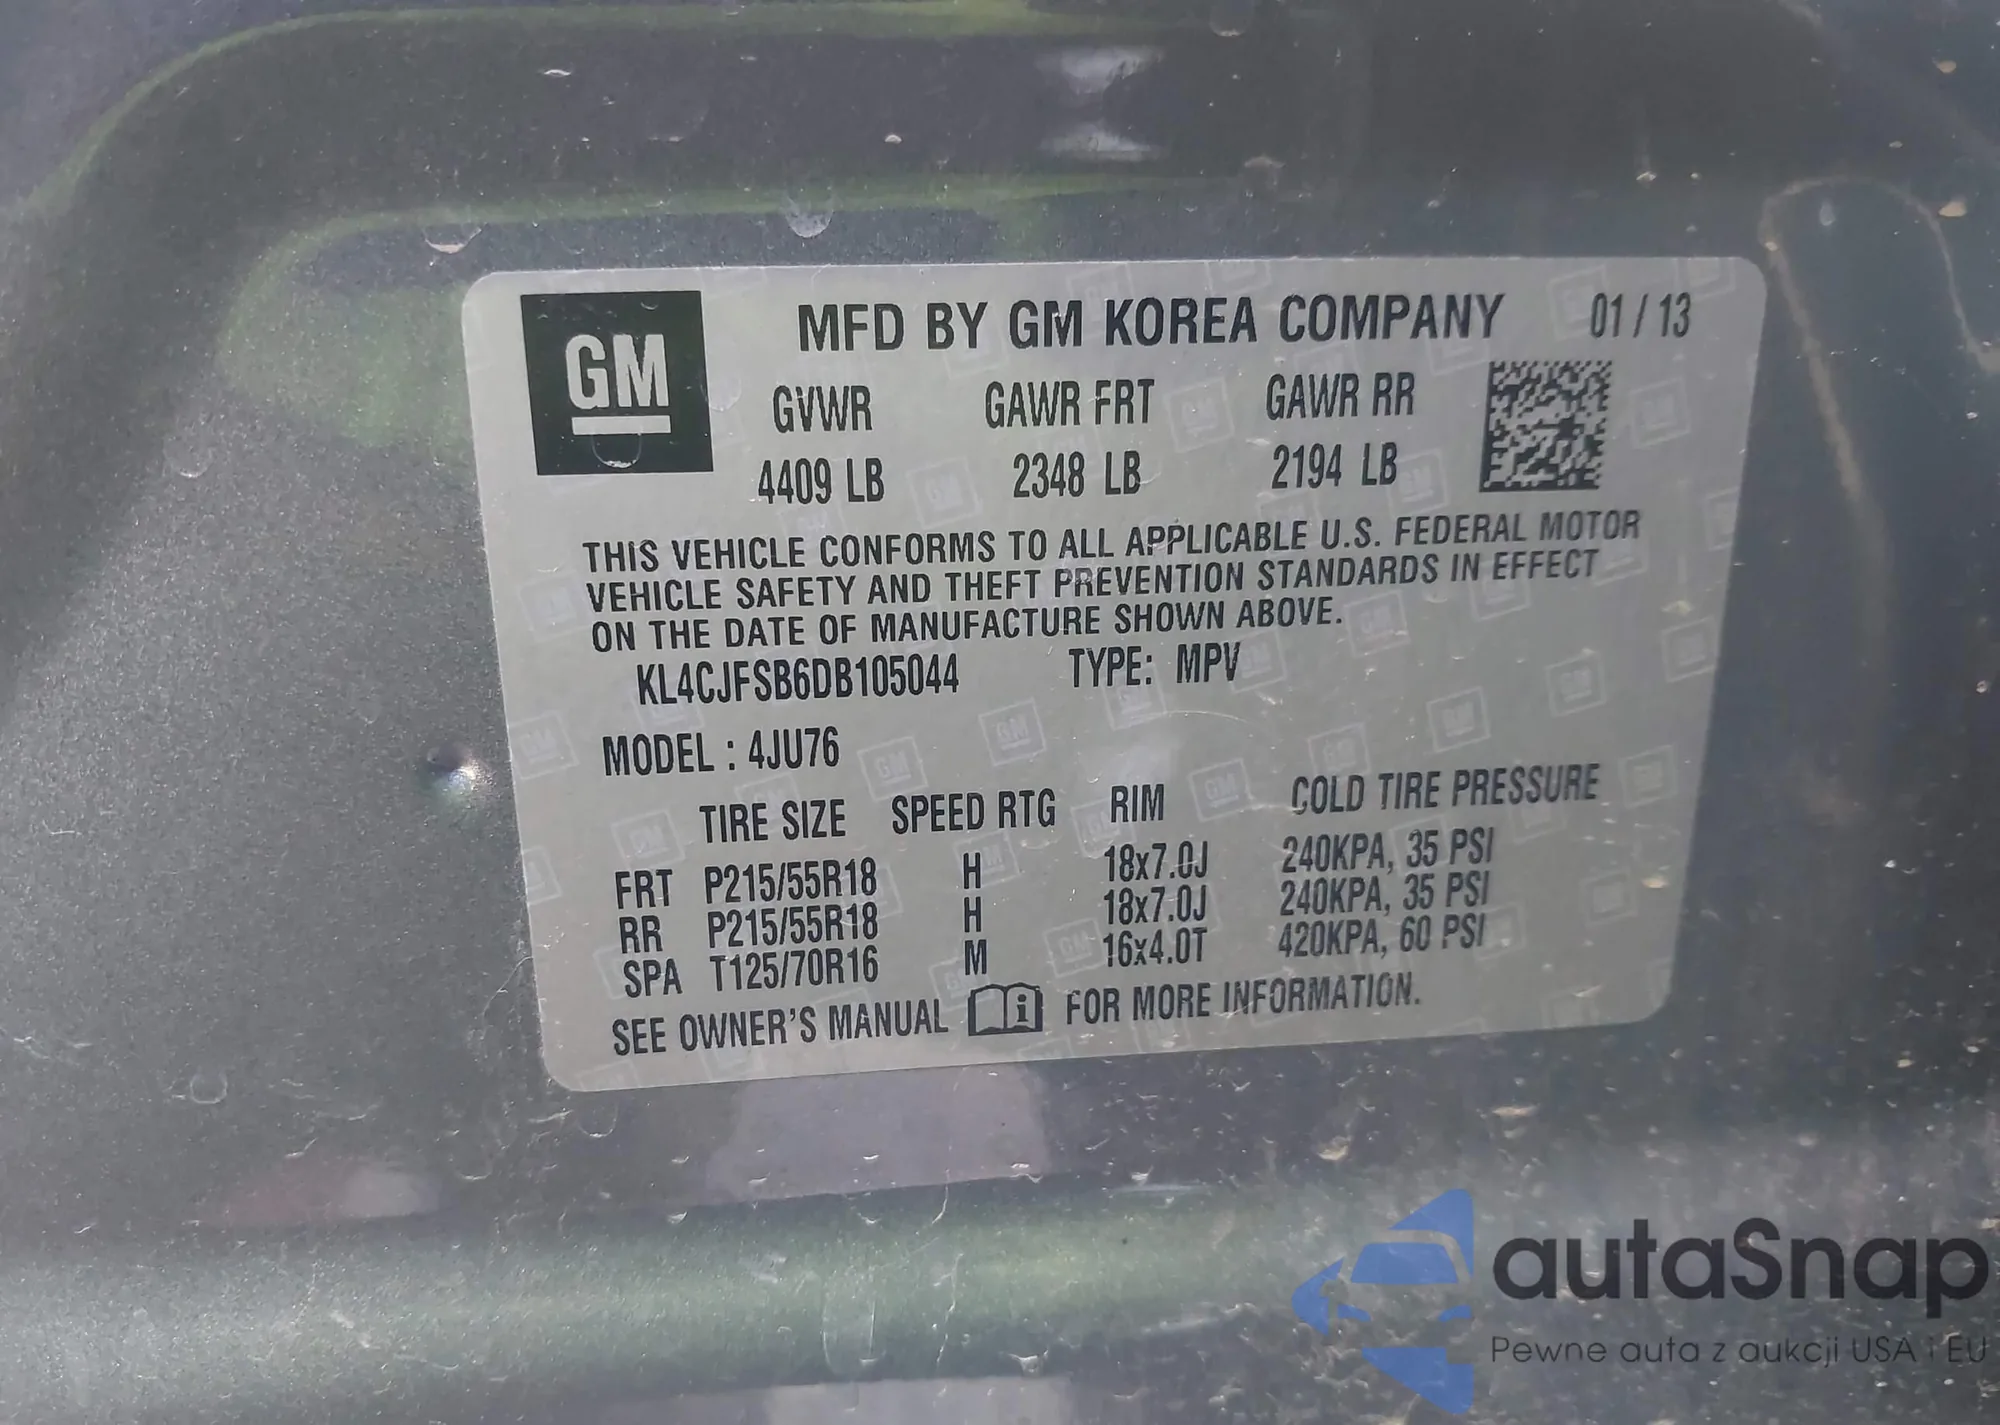 GM
MFD BY GM KOREA COMPANY 01 / 13
GVWR GAWR FRT GAWR RR
4409 LB 2348 LB 2194 LB
THIS VEHICLE CONFORMS TO ALL APPLICABLE U.S. FEDERAL MOTOR
VEHICLE SAFETY AND THEFT PREVENTION STANDARDS IN EFFECT
ON THE DATE OF MANUFACTURE SHOWN ABOVE.
KL4CJFSB6DB105044 TYPE: MPV
MODEL : 4JU76
TIRE SIZE SPEED RTG RIM COLD TIRE PRESSURE
FRT P215/55R18 H 18x7.0J 240KPA, 35 PSI
RR P215/55R18 H 18x7.0J 240KPA, 35 PSI
SPA T125/70R16 M 16x4.0T 420KPA, 60 PSI
SEE OWNER'S MANUAL i FOR MORE INFORMATION.
autaSnap
Pewne auta z aukcji USA i EU